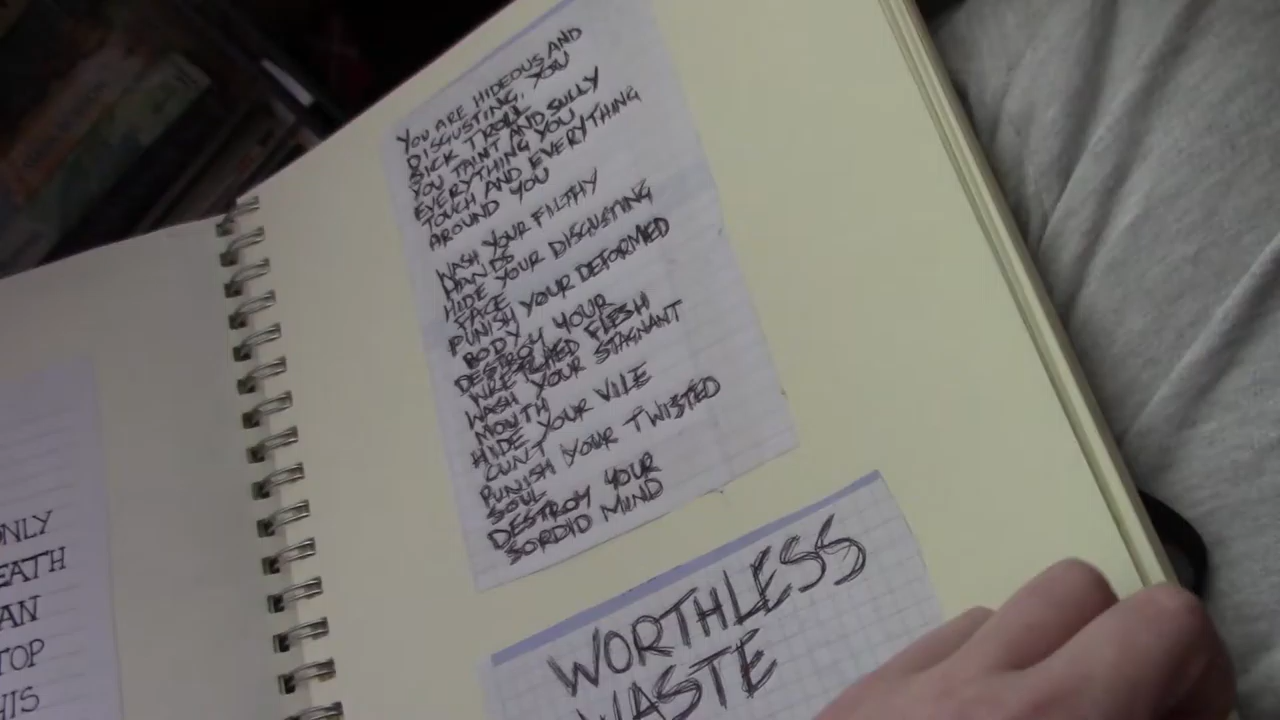 ONLY
EATH
AN
TOP
HIS
YOU ARE HIDEOUS AND
DISGUSTING, YOU
SICK TROLL
YOU TAINT AND SULLY
EVERYTHING YOU
TOUCH AND EVERYTHING
AROUND YOU
WASH YOUR FILTHY
HANDS
HIDE YOUR DISGUSTING
FACE
PUNISH YOUR DEFORMED
BODY
DESTROY YOUR
WRETCHED FLESH
WASH YOUR STAGNANT
MOUTH
HIDE YOUR VILE
CUNT
PUNISH YOUR TWISTED
SOUL
DESTROY YOUR
SORDID MIND
WORTHLESS
WASTE